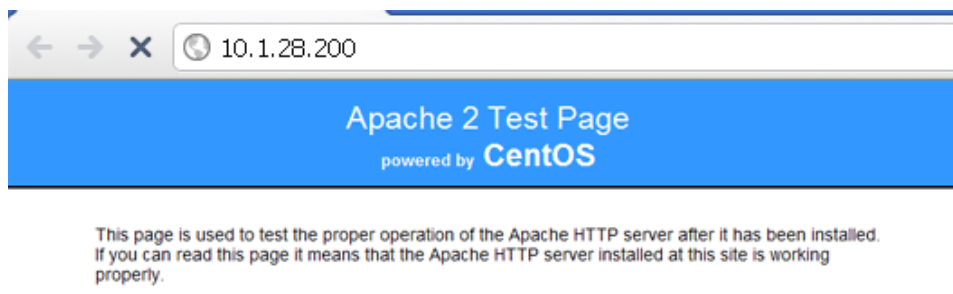 10.1.28.200
Apache 2 Test Page
powered by CentOS
This page is used to test the proper operation of the Apache HTTP server after it has been installed.
If you can read this page it means that the Apache HTTP server installed at this site is working
properly.